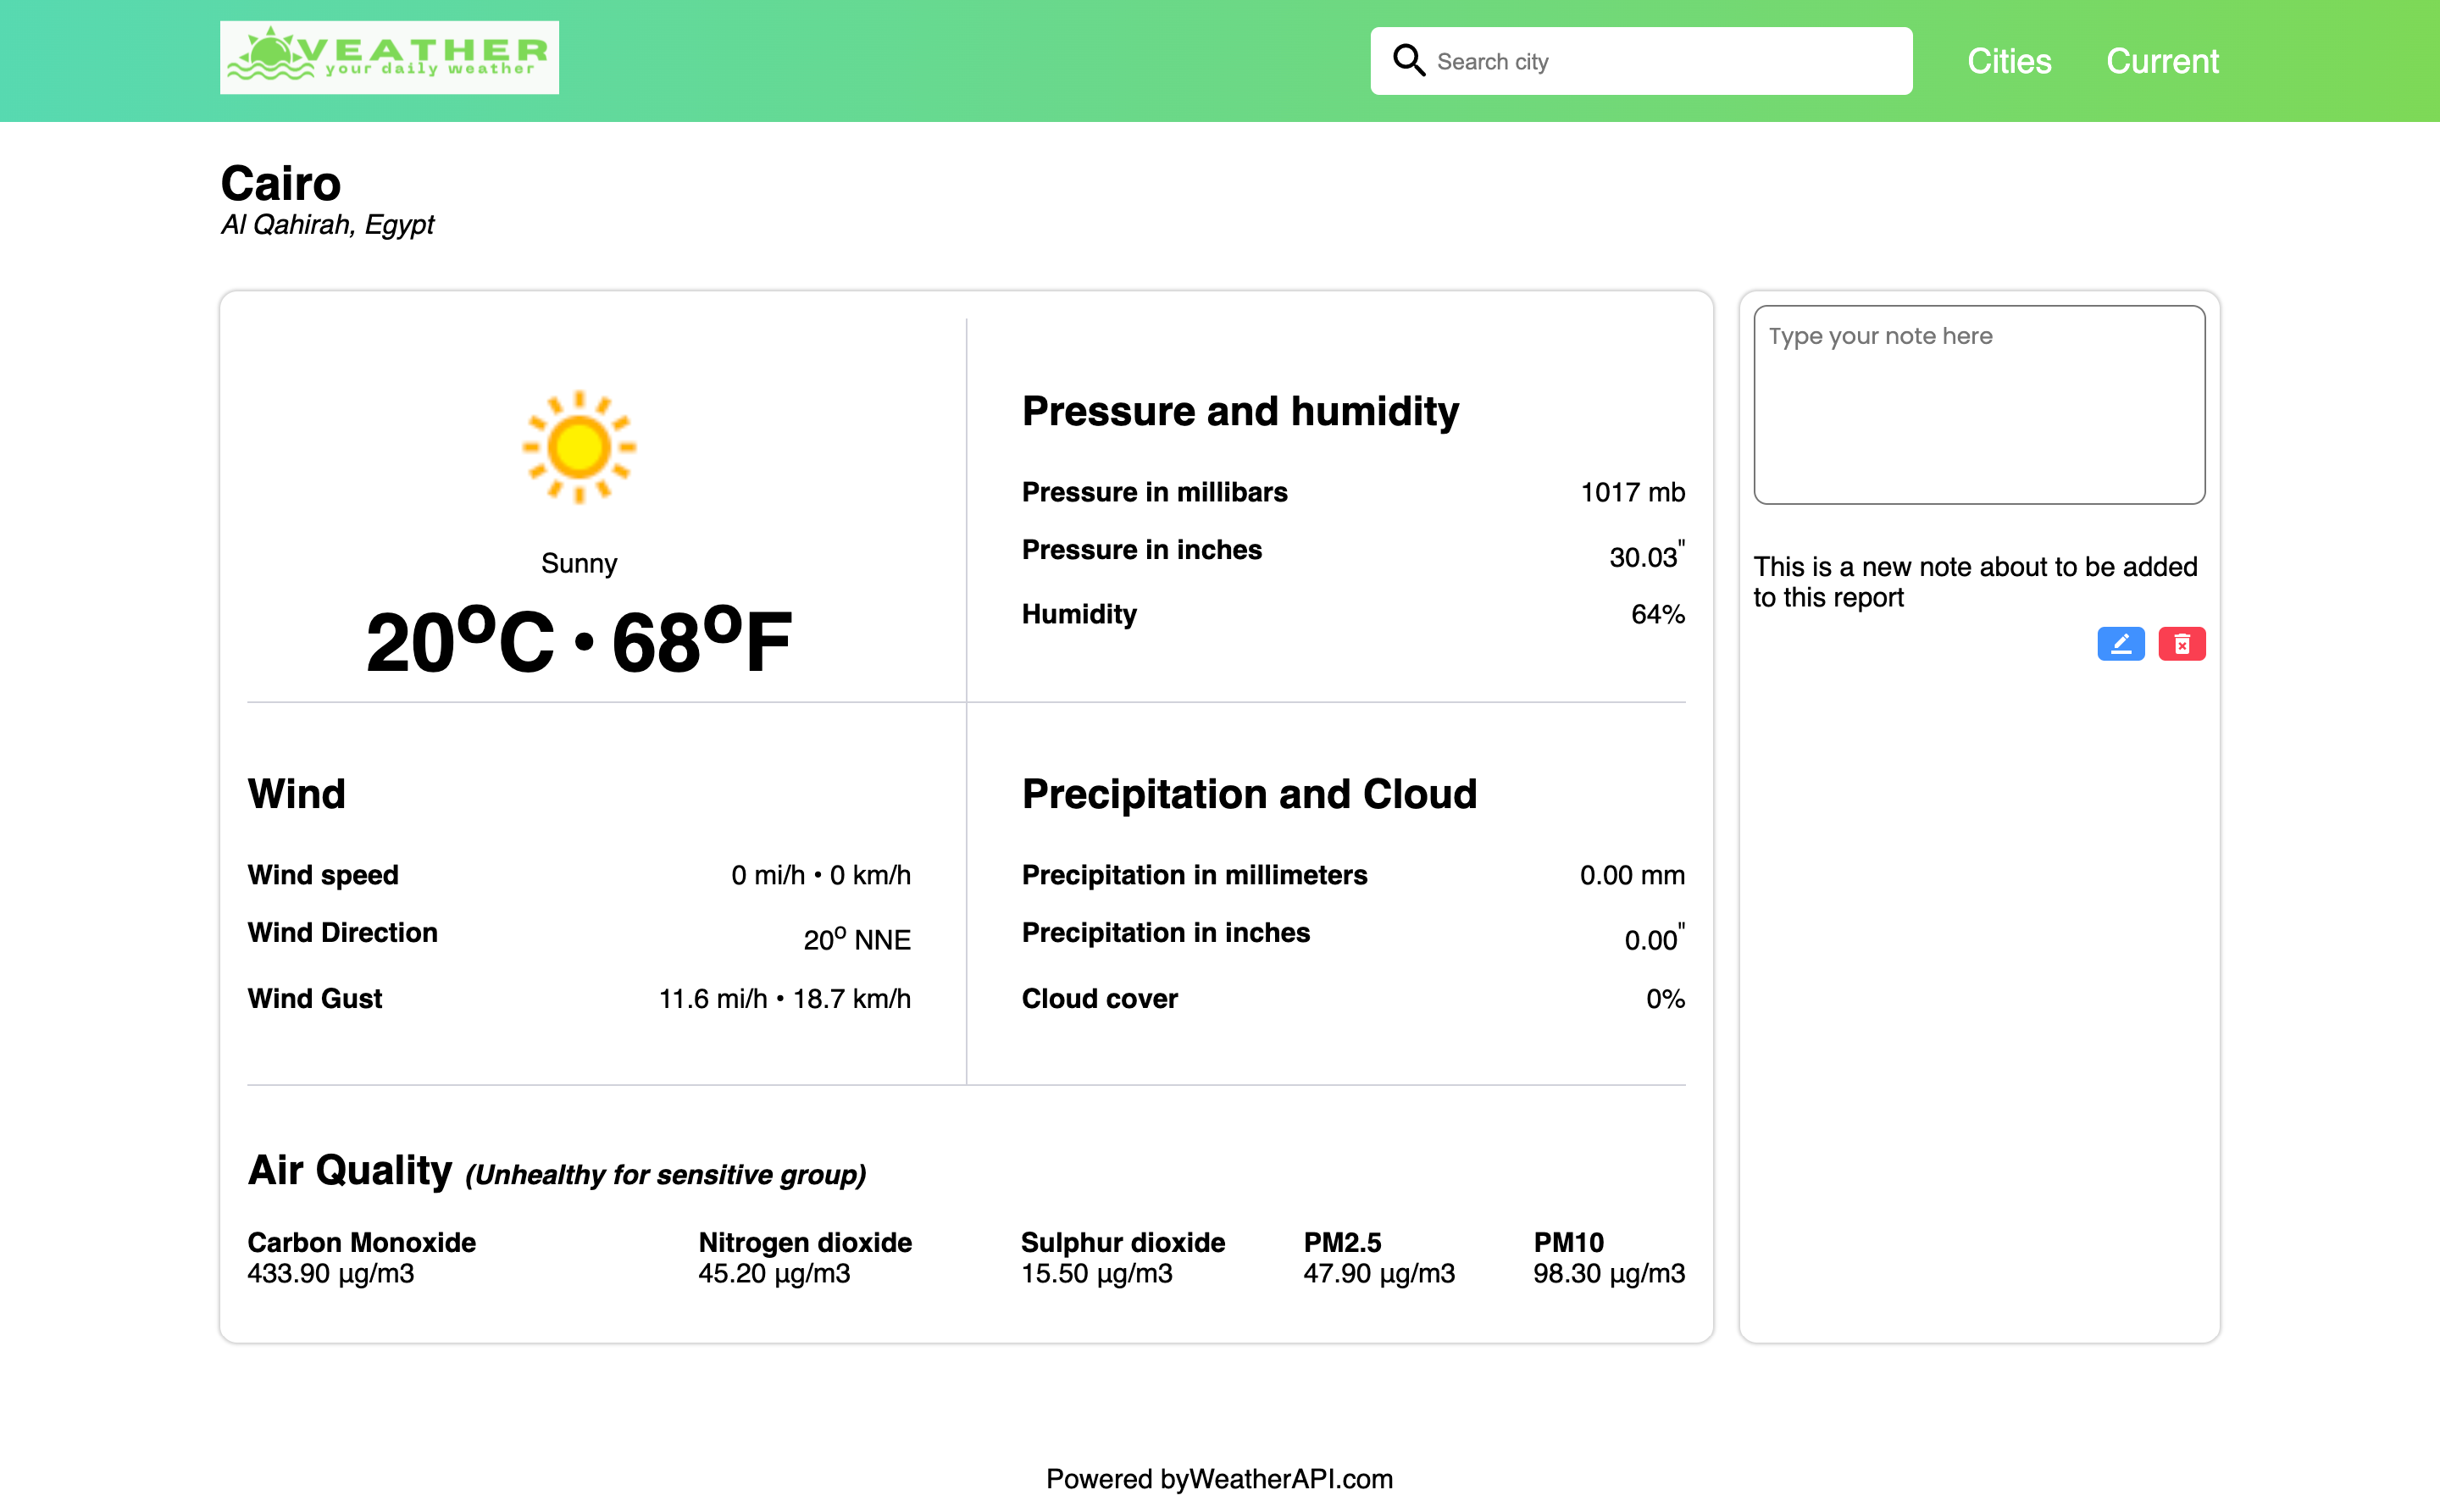 VEATHER
your daily weather
Search city
Cities
Current
Cairo
Al Qahirah, Egypt
Sunny
20ºC • 68ºF
Pressure and humidity
Pressure in millibars 1017 mb
Pressure in inches 30.03"
Humidity 64%
Type your note here
This is a new note about to be added
to this report
Wind
Wind speed 0 mi/h • 0 km/h
Wind Direction 20º NNE
Wind Gust 11.6 mi/h • 18.7 km/h
Precipitation and Cloud
Precipitation in millimeters 0.00 mm
Precipitation in inches 0.00"
Cloud cover 0%
Air Quality (Unhealthy for sensitive group)
Carbon Monoxide Nitrogen dioxide Sulphur dioxide PM2.5 PM10
433.90 µg/m3 45.20 µg/m3 15.50 µg/m3 47.90 µg/m3 98.30 µg/m3
Powered byWeatherAPI.com